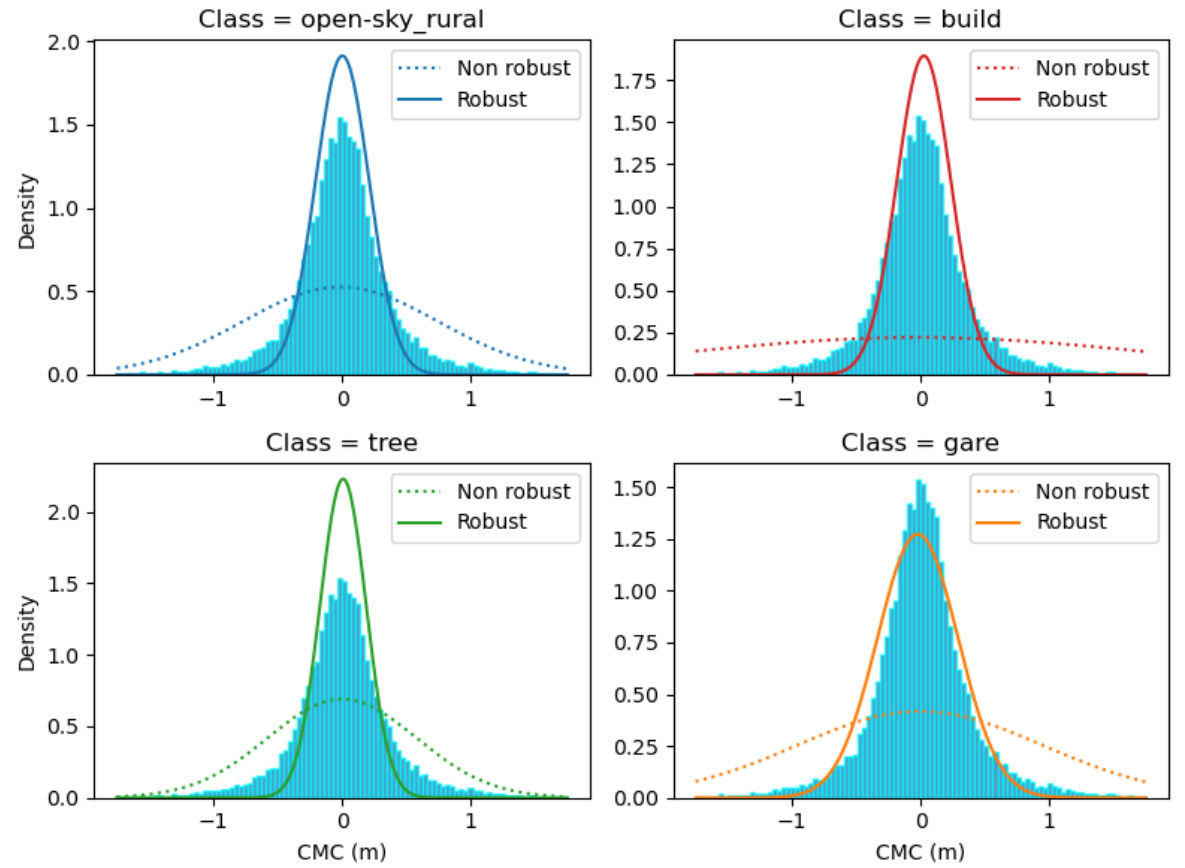 Class = open-sky_rural
2.0
1.5
1.0
0.5
0.0
Density
Non robust
Robust
−1 0 1
Class = build
1.75
1.50
1.25
1.00
0.75
0.50
0.25
0.00
Non robust
Robust
−1 0 1
Class = tree
2.0
1.5
1.0
0.5
0.0
Density
Non robust
Robust
−1 0 1
CMC (m)
Class = gare
1.50
1.25
1.00
0.75
0.50
0.25
0.00
Non robust
Robust
−1 0 1
CMC (m)